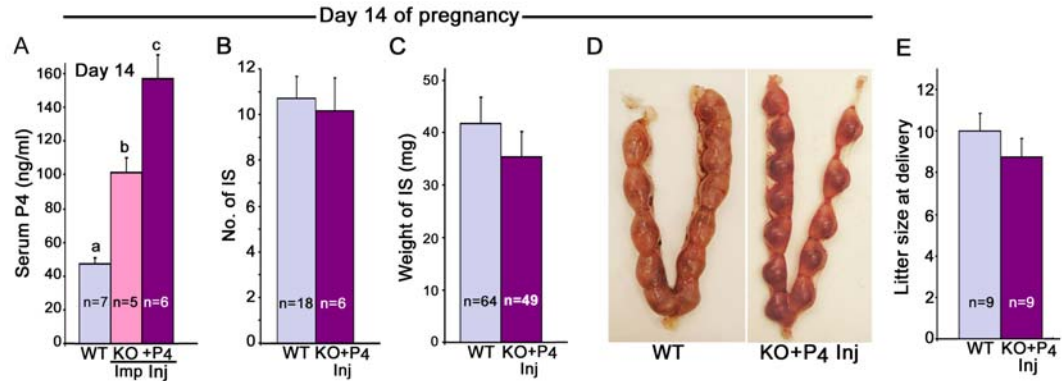 Day 14 of pregnancy
A
Serum P4 (ng/ml)
160
140
120
100
80
60
40
20
0
Day 14
a
b
c
n=7
n=5
n=6
WT KO +P4
Imp Inj
B
No. of IS
12
10
8
6
4
2
0
n=18
n=6
WT KO+P4
Inj
C
Weight of IS (mg)
50
40
30
20
10
0
n=64
n=49
WT KO+P4
Inj
D
WT
KO+P4 Inj
E
Litter size at delivery
12
10
8
6
4
2
0
n=9
n=9
WT KO+P4
Inj